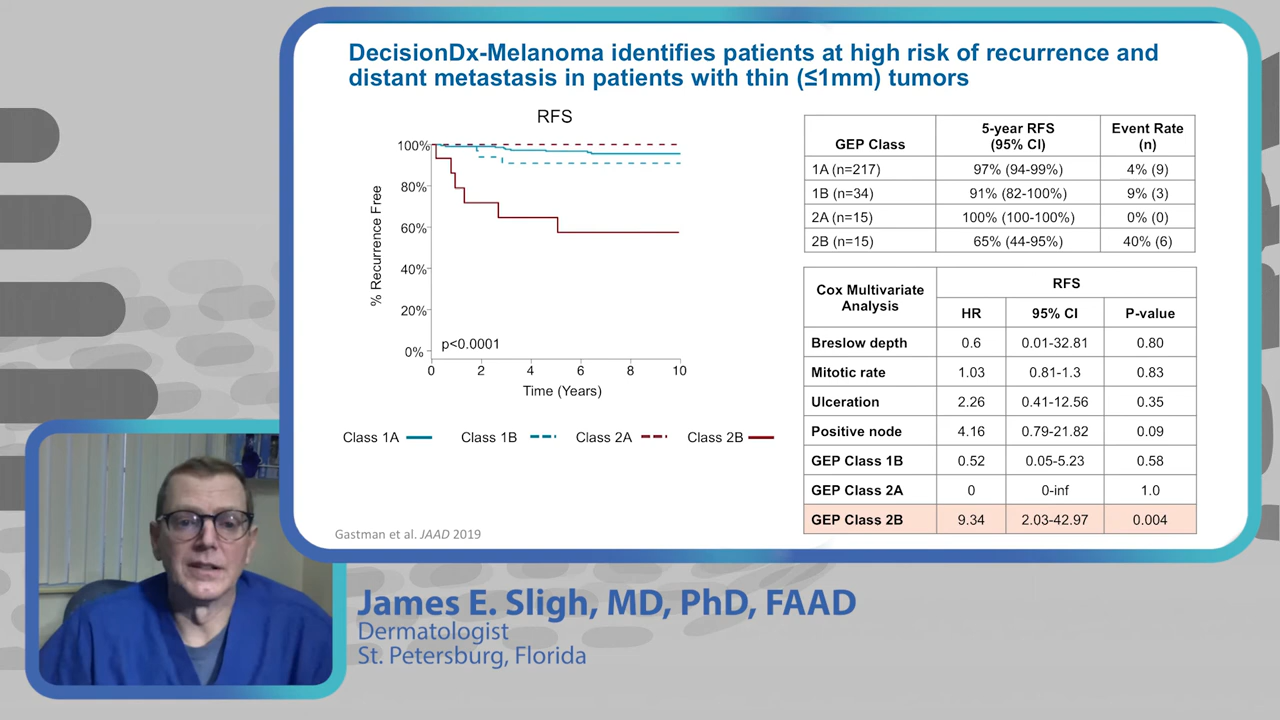 DecisionDx-Melanoma identifies patients at high risk of recurrence and
distant metastasis in patients with thin (≤1mm) tumors
RFS
100%
80%
60%
40%
20%
0%
% Recurrence Free
p<0.0001
0 2 4 6 8 10
Time (Years)
Class 1A
Class 1B
Class 2A
Class 2B
Gastman et al. JAAD 2019
GEP Class 5-year RFS (95% CI) Event Rate (n)
1A (n=217) 97% (94-99%) 4% (9)
1B (n=34) 91% (82-100%) 9% (3)
2A (n=15) 100% (100-100%) 0% (0)
2B (n=15) 65% (44-95%) 40% (6)
Cox Multivariate Analysis RFS
HR 95% CI P-value
Breslow depth 0.6 0.01-32.81 0.80
Mitotic rate 1.03 0.81-1.3 0.83
Ulceration 2.26 0.41-12.56 0.35
Positive node 4.16 0.79-21.82 0.09
GEP Class 1B 0.52 0.05-5.23 0.58
GEP Class 2A 0 0-inf 1.0
GEP Class 2B 9.34 2.03-42.97 0.004
James E. Sligh, MD, PhD, FAAD
Dermatologist
St. Petersburg, Florida